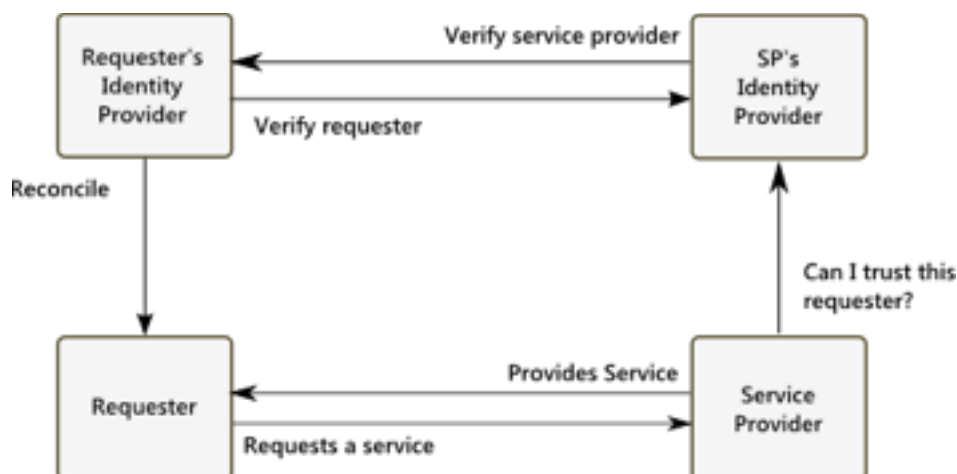 Requester's
Identity
Provider
Verify service provider
SP's
Identity
Provider
Verify requester
Reconcile
Can I trust this
requester?
Requester
Provides Service
Service
Provider
Requests a service